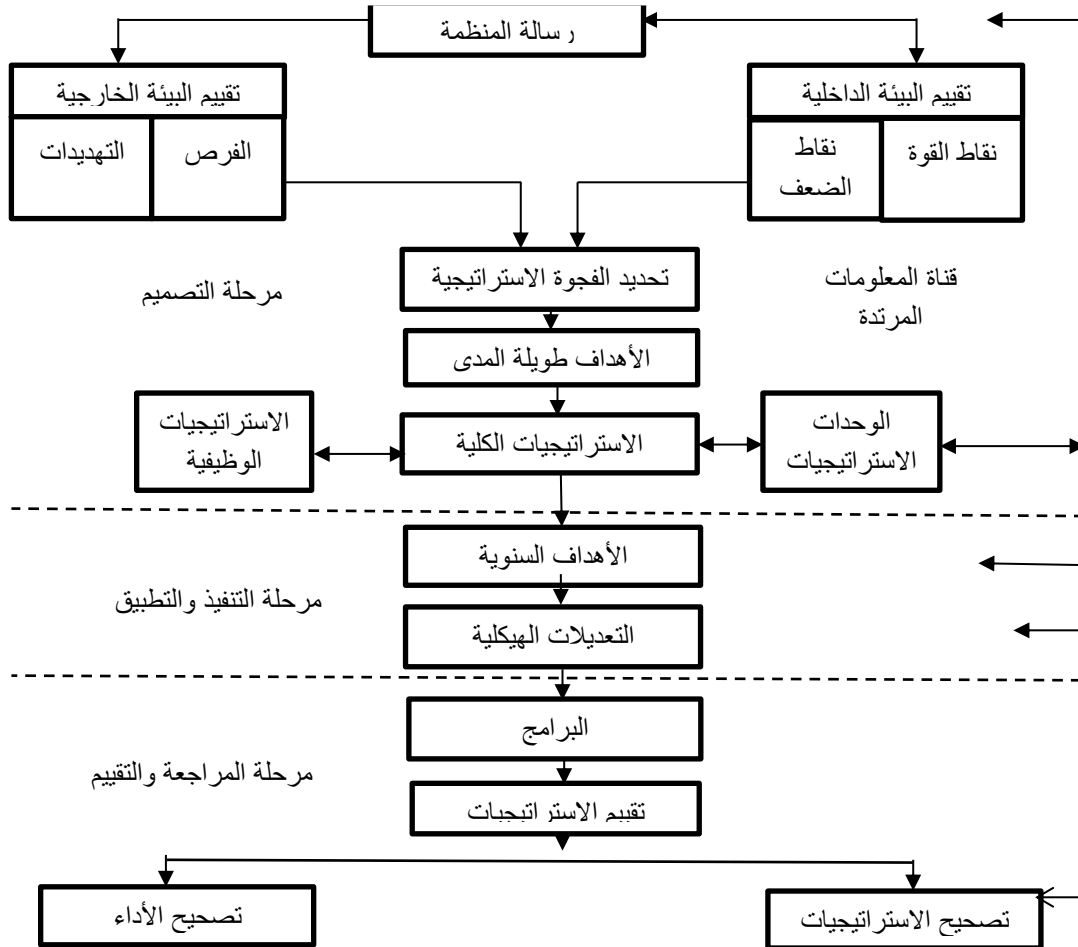 رسالة المنظمة
تقييم البيئة الداخلية
نقاط القوة
نقاط
الضعف
تقييم البيئة الخارجية
الفرص
التهديدات
تحديد الفجوة الاستراتيجية
قناة المعلومات
المرتدة
مرحلة التصميم
الأهداف طويلة المدى
الوحدات
الاستراتيجيات
الاستراتيجيات الكلية
الاستراتيجيات
الوظيفية
الأهداف السنوية
مرحلة التنفيذ والتطبيق
التعديلات الهيكلية
البرامج
مرحلة المراجعة والتقييم
تقييم الاستراتيجيات
تصحيح الاستراتيجيات
تصحيح الأداء